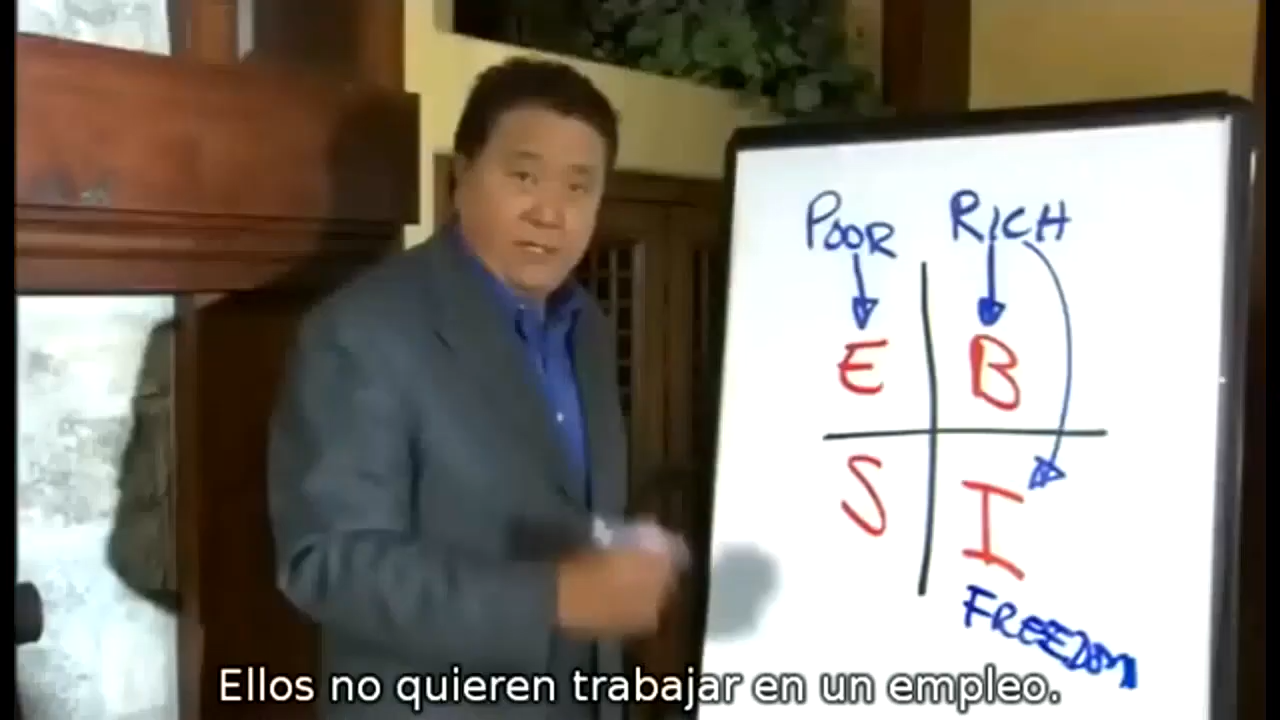 POOR RICH
E B
S I
FREEDOM
Ellos no quieren trabajar en un empleo.